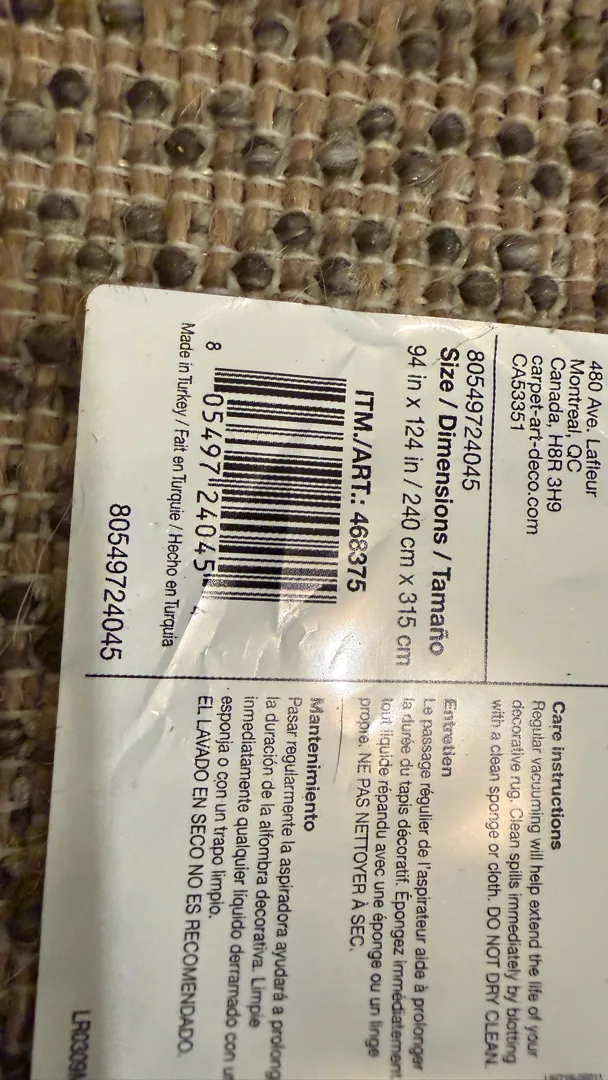 480 Ave. Lafleur
Montreal, QC
Canada, H8R 3H9
carpet-art-deco.com
CA53351
80549724045
Size / Dimensions / Tamaño
94 in x 124 in / 240 cm x 315 cm
ITM./ART.: 468375
8 05497 24045 4
Made in Turkey / Fait en Turquie / Hecho en Turquia
80549724045
Care instructions
Regular vacuuming will help extend the life of your
decorative rug. Clean spills immediately by blotting
with a clean sponge or cloth. DO NOT DRY CLEAN.
Entretien
Le passage régulier de l'aspirateur aide à prolonger
la durée du tapis décoratif. Épongez immédiatement
tout liquide répandu avec une éponge ou un linge
propre. NE PAS NETTOYER À SEC.
Mantenimiento
Pasar regularmente la aspiradora ayudará a prolong
la duración de la alfombra decorativa. Limpie
inmediatamente cualquier líquido derramado con u
esponja o con un trapo limpio.
EL LAVADO EN SECO NO ES RECOMENDADO.
LR0309